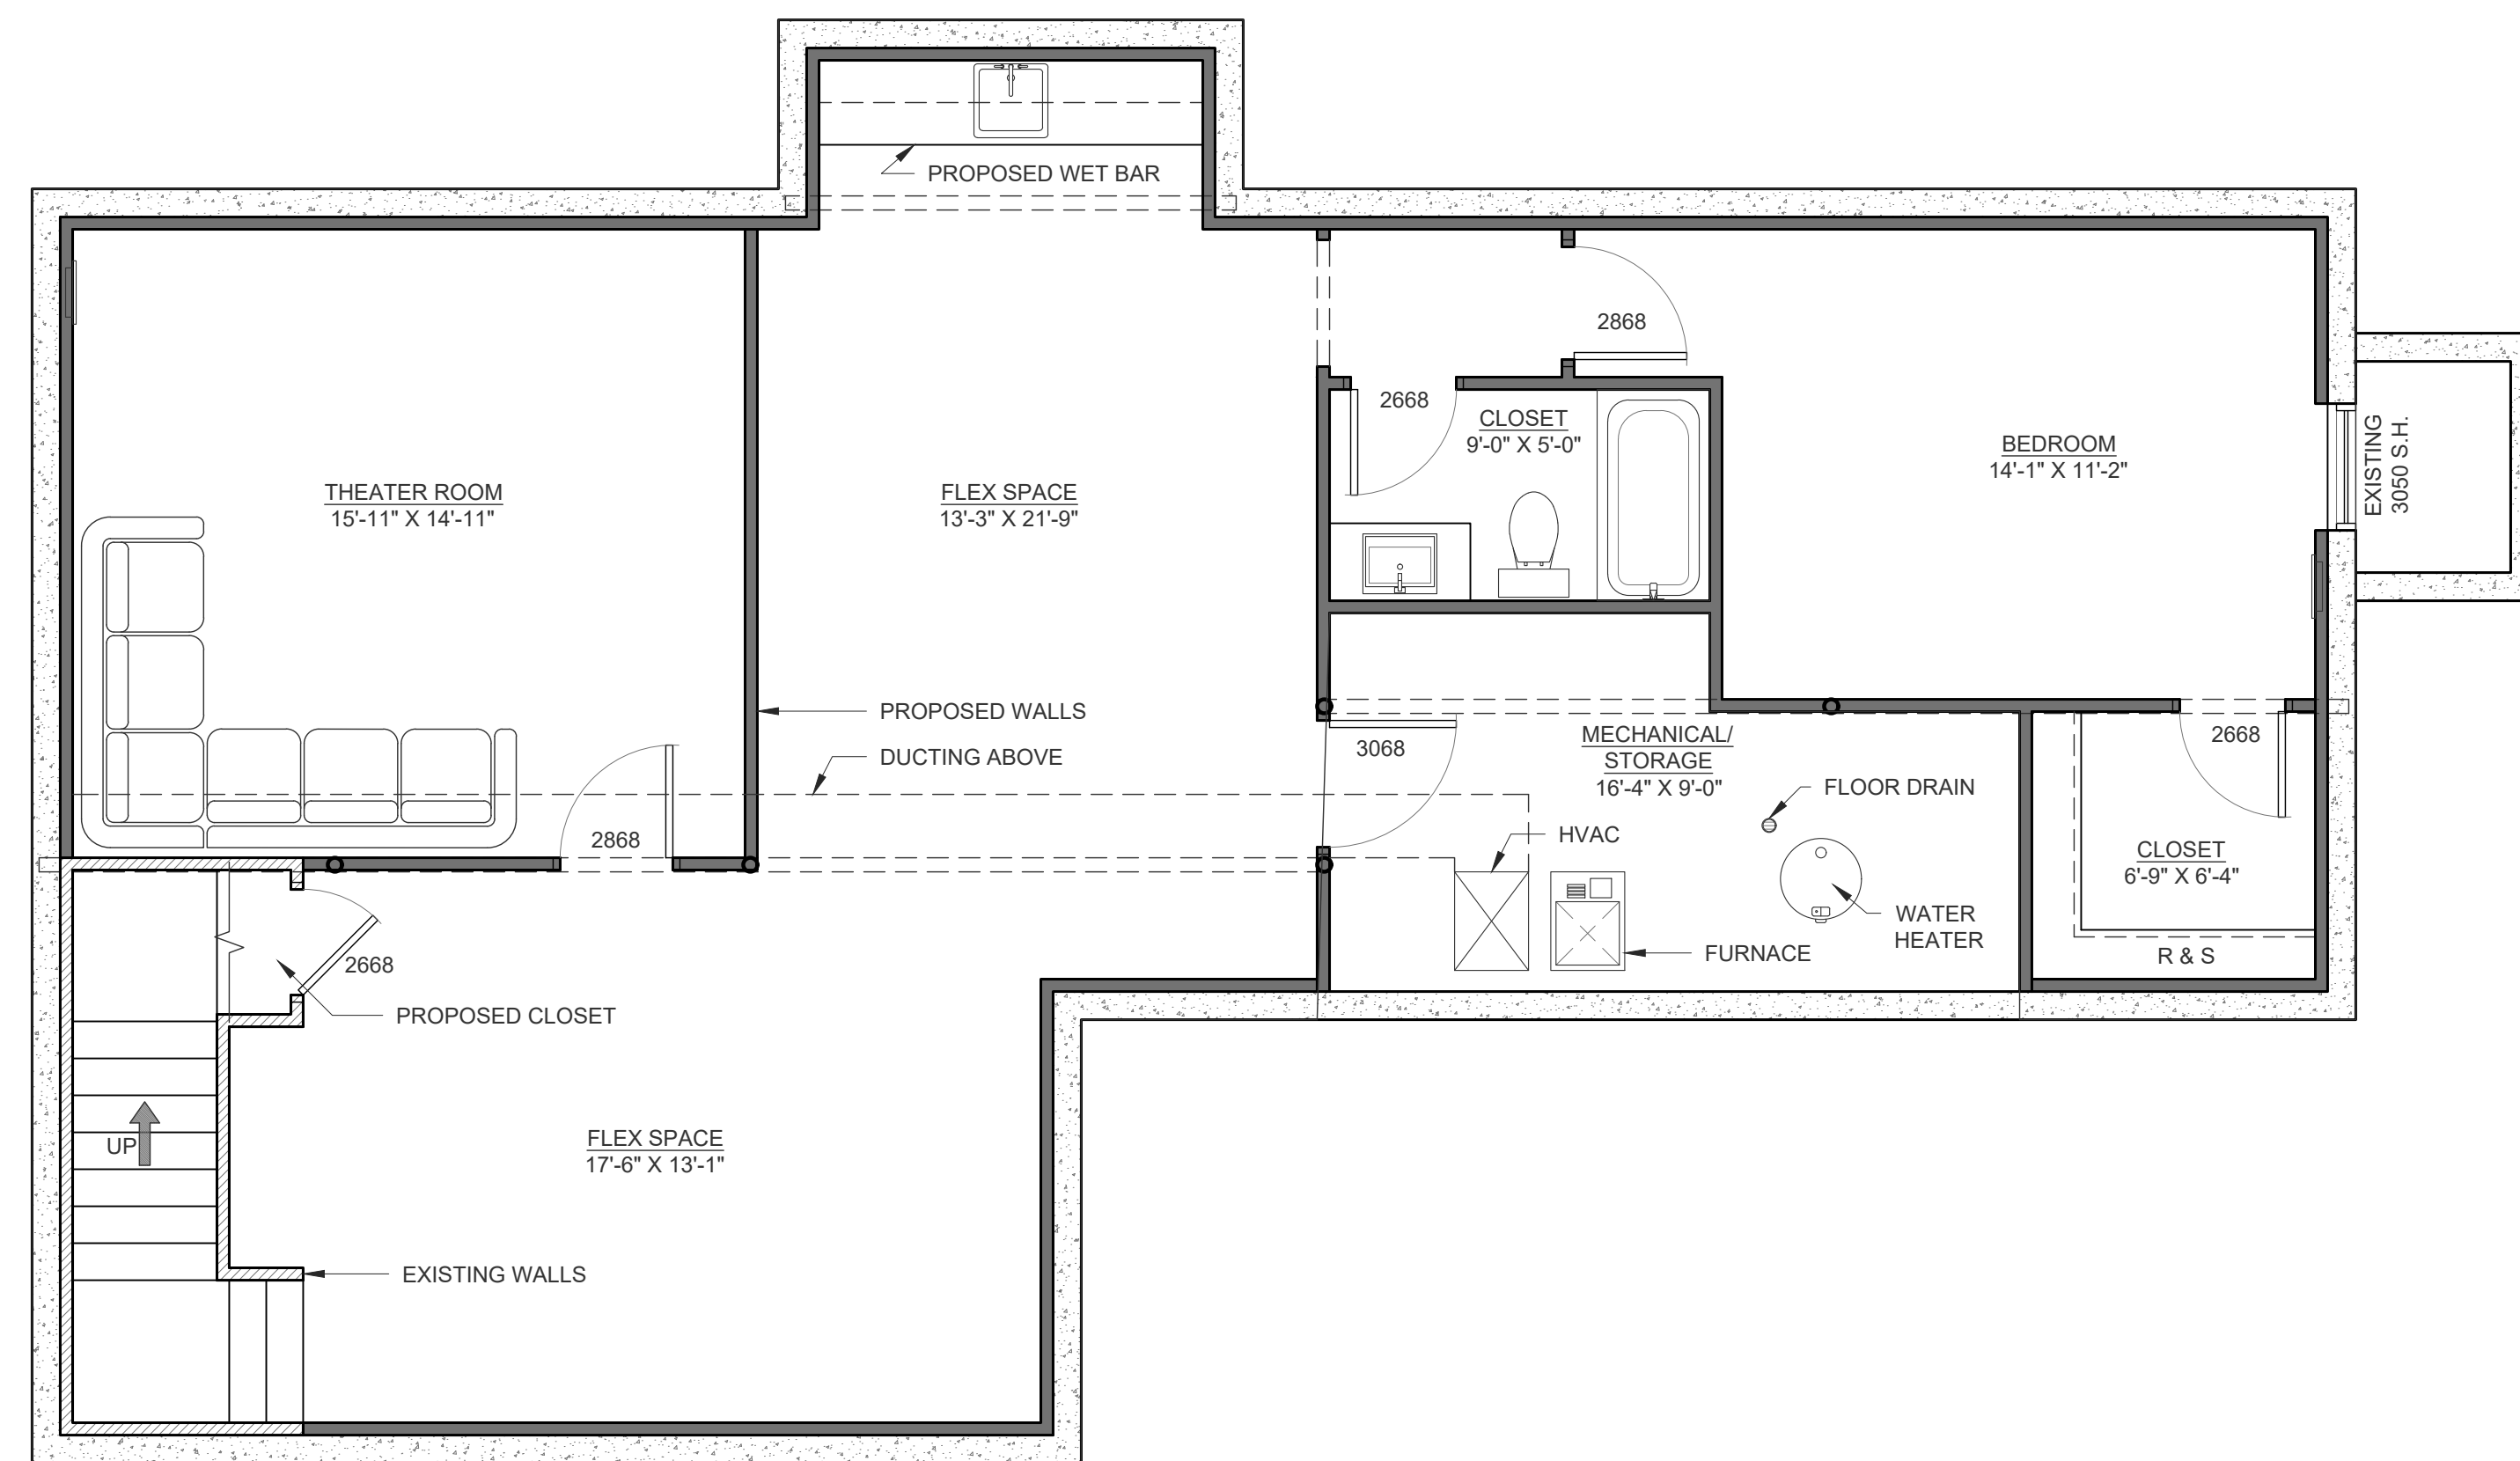 PROPOSED WET BAR
2868
2668
CLOSET
9'-0" X 5'-0"
BEDROOM
14'-1" X 11'-2"
EXISTING
3050 S.H.
THEATER ROOM
15'-11" X 14'-11"
FLEX SPACE
13'-3" X 21'-9"
PROPOSED WALLS
DUCTING ABOVE
3068
MECHANICAL/
STORAGE
16'-4" X 9'-0"
2668
FLOOR DRAIN
HVAC
2868
CLOSET
6'-9" X 6'-4"
WATER
HEATER
FURNACE
R & S
2668
PROPOSED CLOSET
UP
FLEX SPACE
17'-6" X 13'-1"
EXISTING WALLS